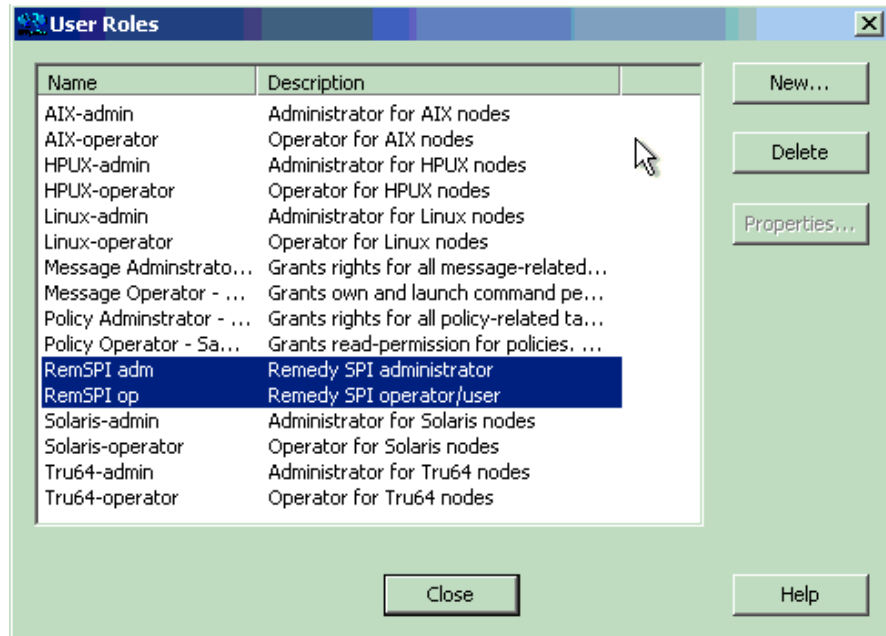 User Roles
Name Description
AIX-admin Administrator for AIX nodes
AIX-operator Operator for AIX nodes
HPUX-admin Administrator for HPUX nodes
HPUX-operator Operator for HPUX nodes
Linux-admin Administrator for Linux nodes
Linux-operator Operator for Linux nodes
Message Adminstrato... Grants rights for all message-related...
Message Operator - ... Grants own and launch command pe...
Policy Adminstrator - ... Grants rights for all policy-related ta...
Policy Operator - Sa... Grants read-permission for policies. ...
RemSPI adm Remedy SPI administrator
RemSPI op Remedy SPI operator/user
Solaris-admin Administrator for Solaris nodes
Solaris-operator Operator for Solaris nodes
Tru64-admin Administrator for Tru64 nodes
Tru64-operator Operator for Tru64 nodes
New...
Delete
Properties...
Close
Help